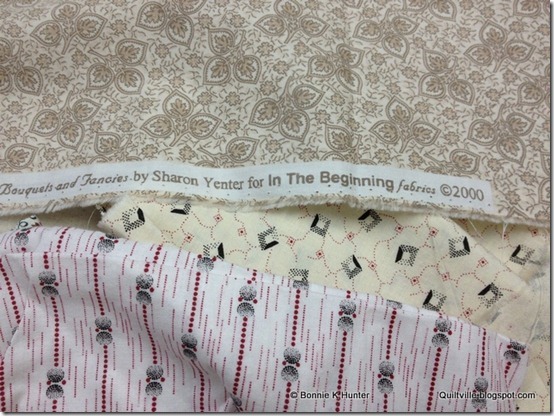 Bouquets and Fancies by Sharon Yenter for In The Beginning fabrics ©2000
© Bonnie K Hunter Quiltville.blogspot.com